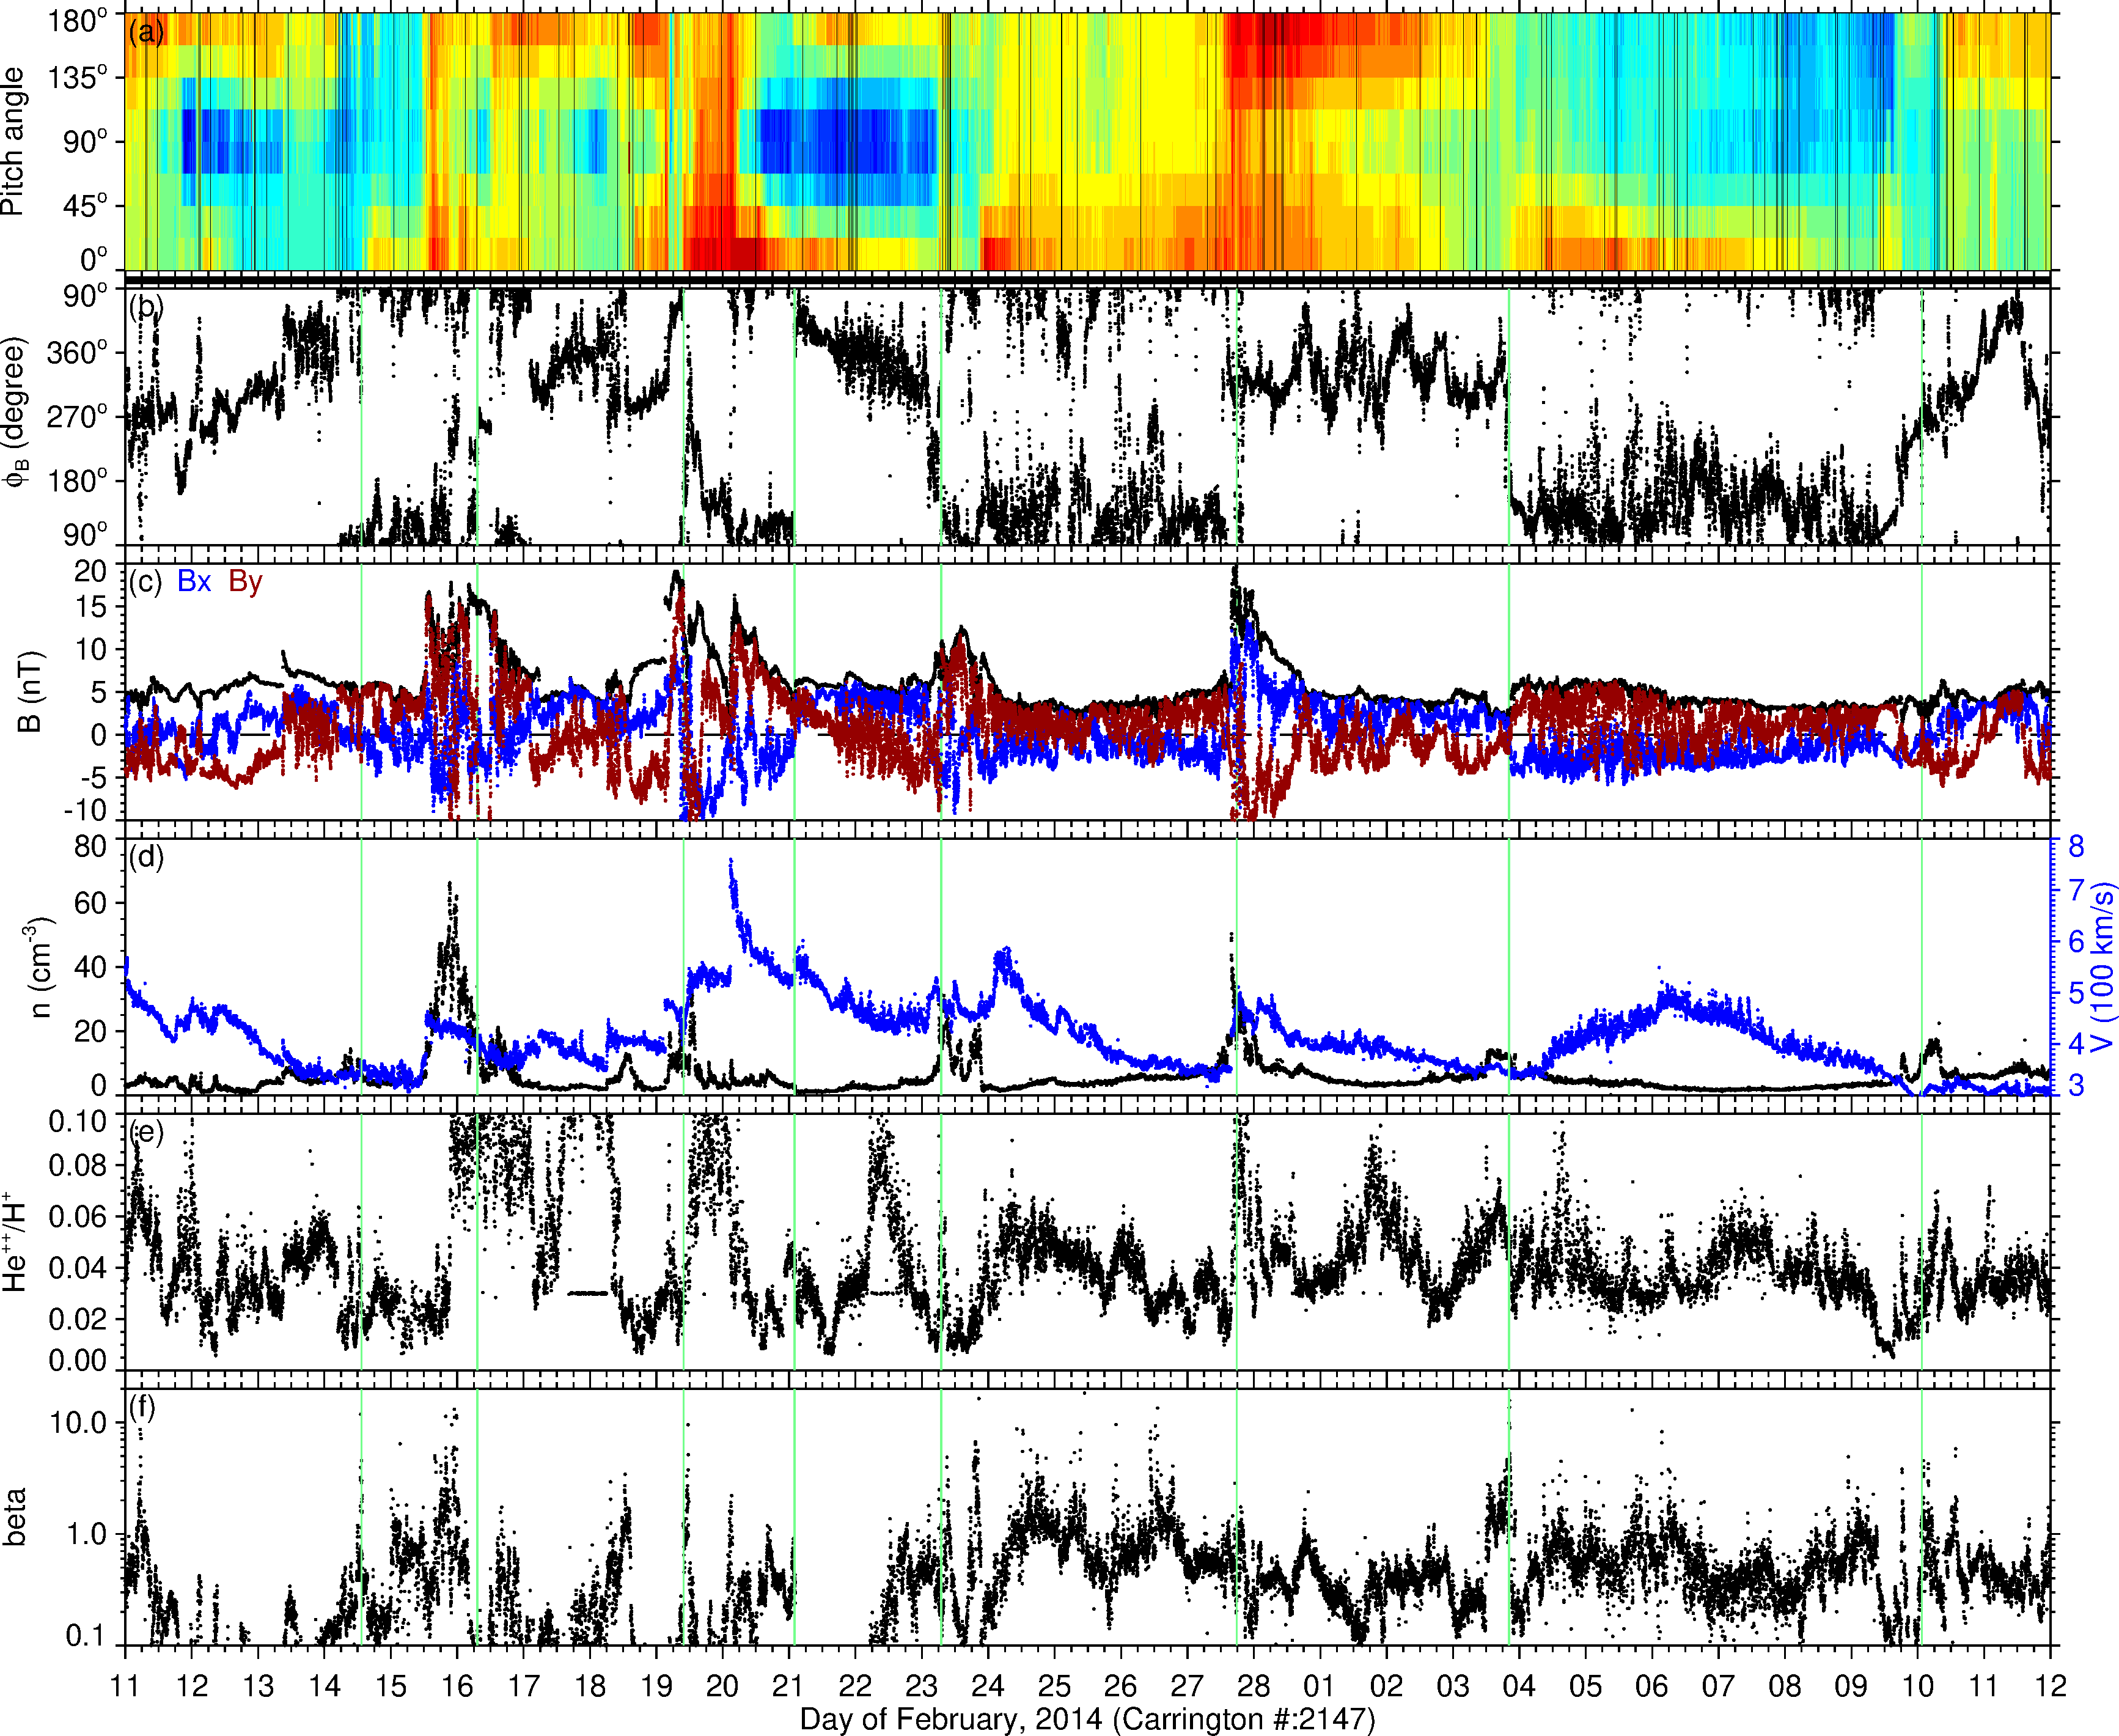 (a)
Pitch angle
180°
135°
90°
45°
0°
(b)
ϕB (degree)
90°
360°
270°
180°
90°
(c) Bx By
B (nT)
20
15
10
5
0
-5
-10
(d)
n (cm-3)
80
60
40
20
0
V (100 km/s)
8
7
6
5
4
3
(e)
He++/H+
0.10
0.08
0.06
0.04
0.02
0.00
(f)
beta
10.0
1.0
0.1
11 12 13 14 15 16 17 18 19 20 21 22 23 24 25 26 27 28 01 02 03 04 05 06 07 08 09 10 11 12
Day of February, 2014 (Carrington #:2147)